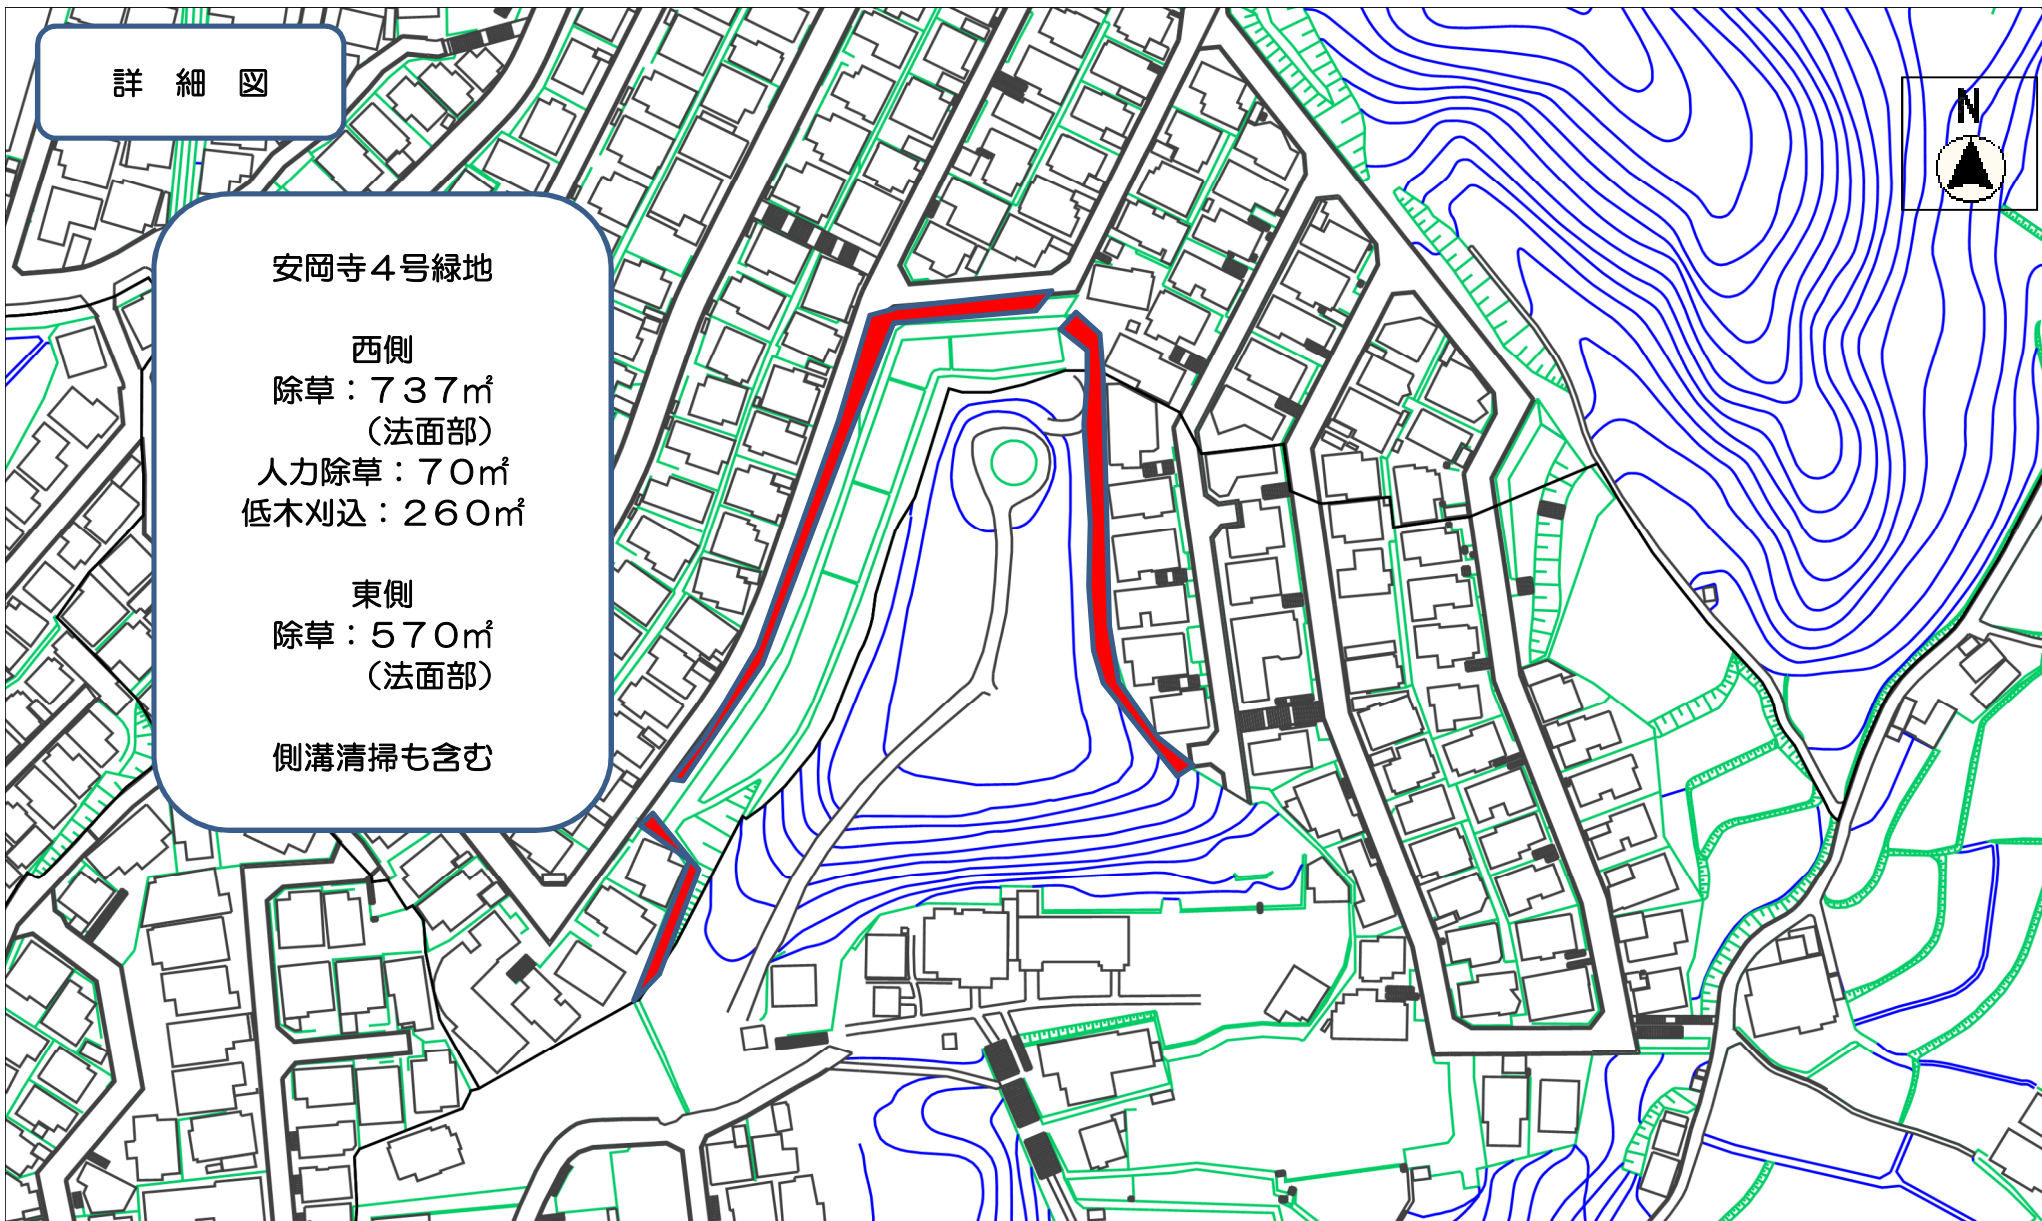 詳　細　図
N
安岡寺４号緑地
西側
除草：７３７㎡
（法面部）
人力除草：７０㎡
低木刈込：２６０㎡
東側
除草：５７０㎡
（法面部）
側溝清掃も含む